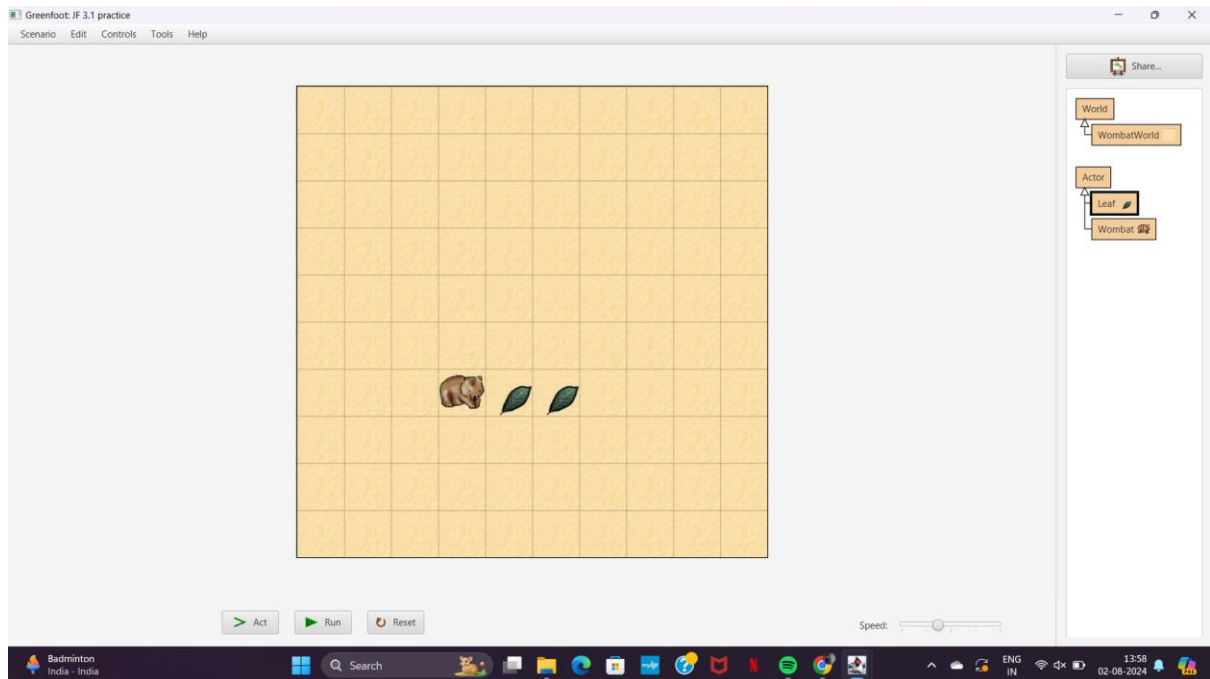 Greenfoot: JF 3.1 practice
Scenario Edit Controls Tools Help
Share...
World
WombatWorld
Actor
Leaf
Wombat
Act Run Reset Speed:
Badminton
India - India
Search
ENG
IN
13:58
02-08-2024